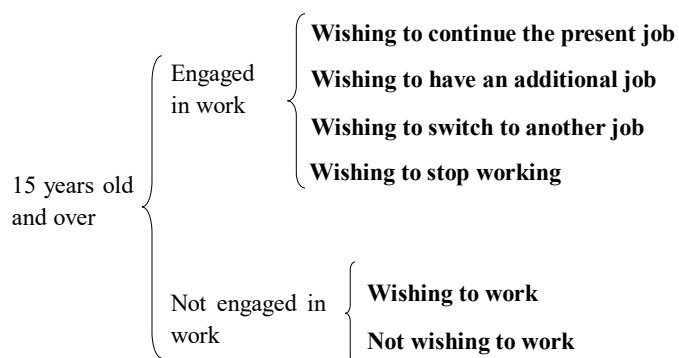 15 years old
and over
Engaged
in work
Wishing to continue the present job
Wishing to have an additional job
Wishing to switch to another job
Wishing to stop working
Not engaged in
work
Wishing to work
Not wishing to work